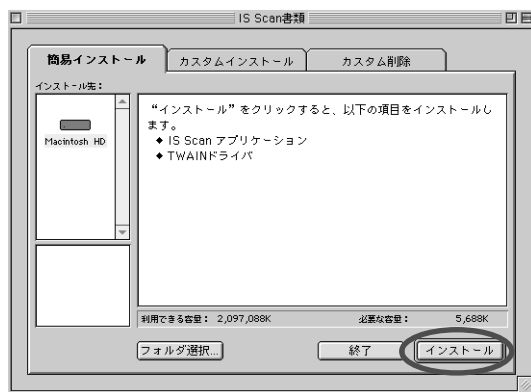 IS Scan書類
簡易インストール カスタムインストール カスタム削除
インストール先：
Macintosh HD
“インストール”をクリックすると、以下の項目をインストールし
ます。
◆ IS Scan アプリケーション
◆ TWAINドライバ
利用できる容量： 2,097,088K 必要な容量： 5,688K
フォルダ選択... 終了 インストール